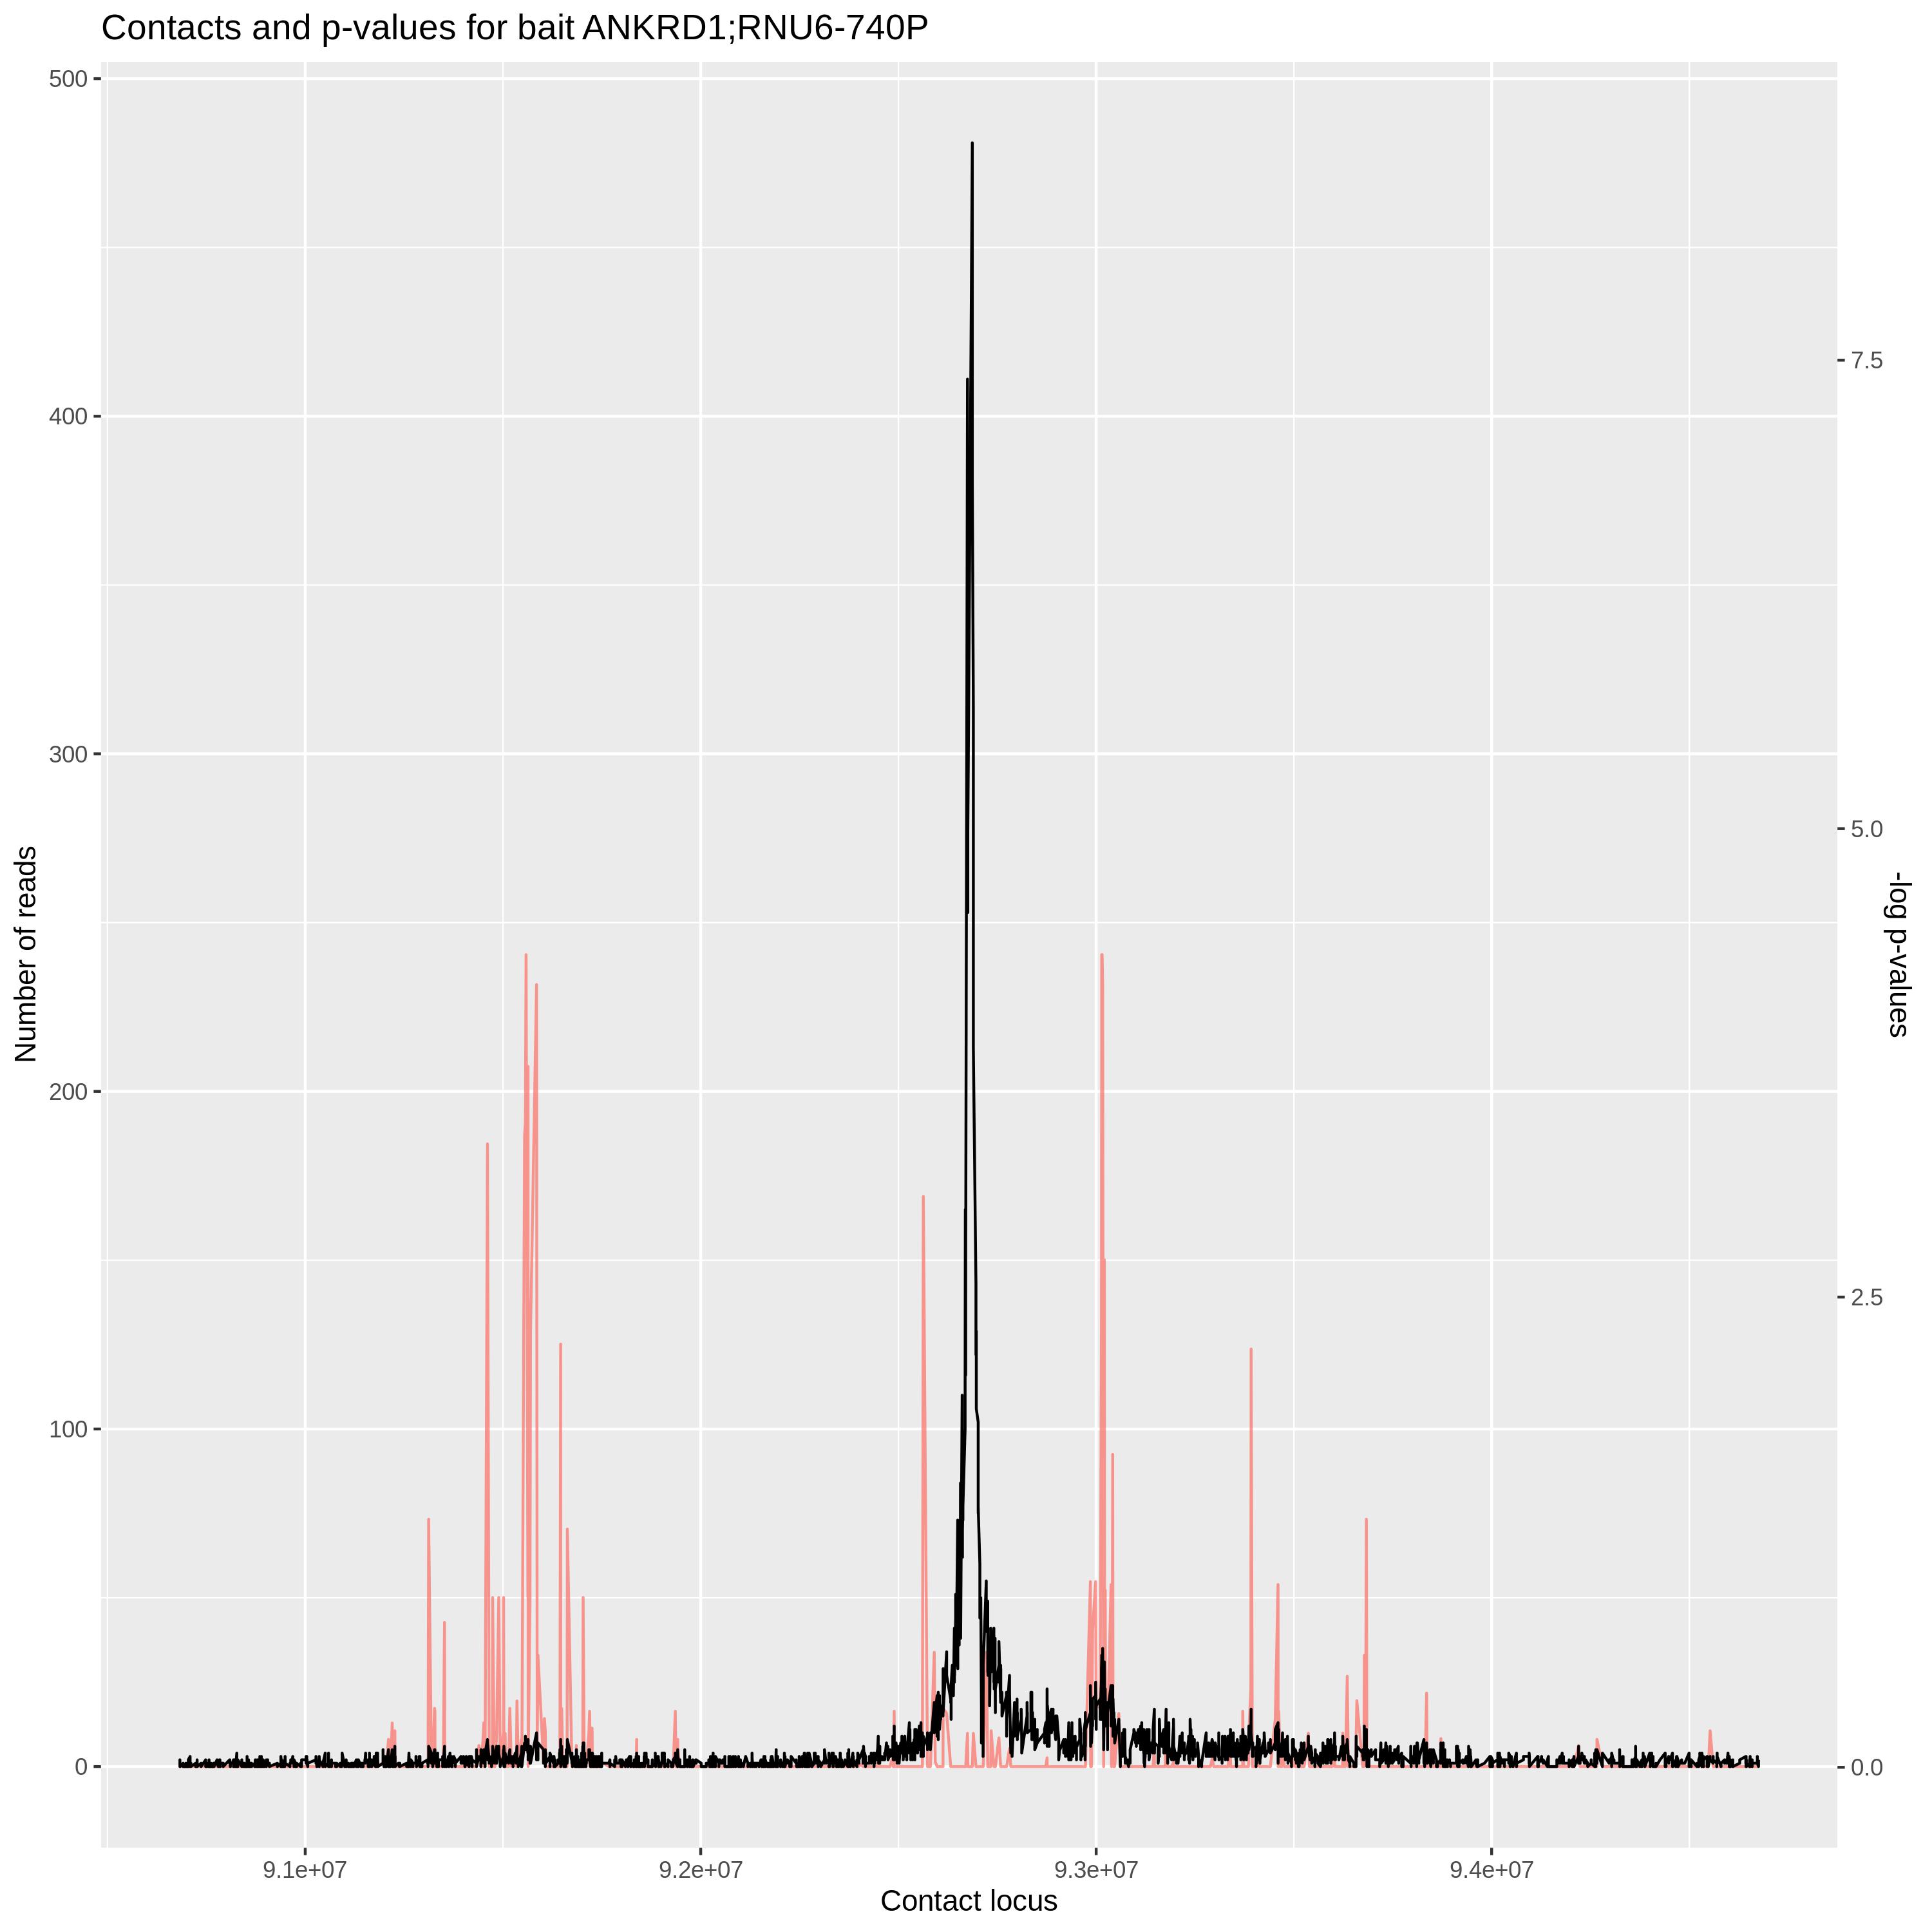 Contacts and p-values for bait ANKRD1;RNU6-740P
500
400
300
200
100
0
Number of reads
7.5
5.0
2.5
0.0
-log p-values
9.1e+07
9.2e+07
9.3e+07
9.4e+07
Contact locus